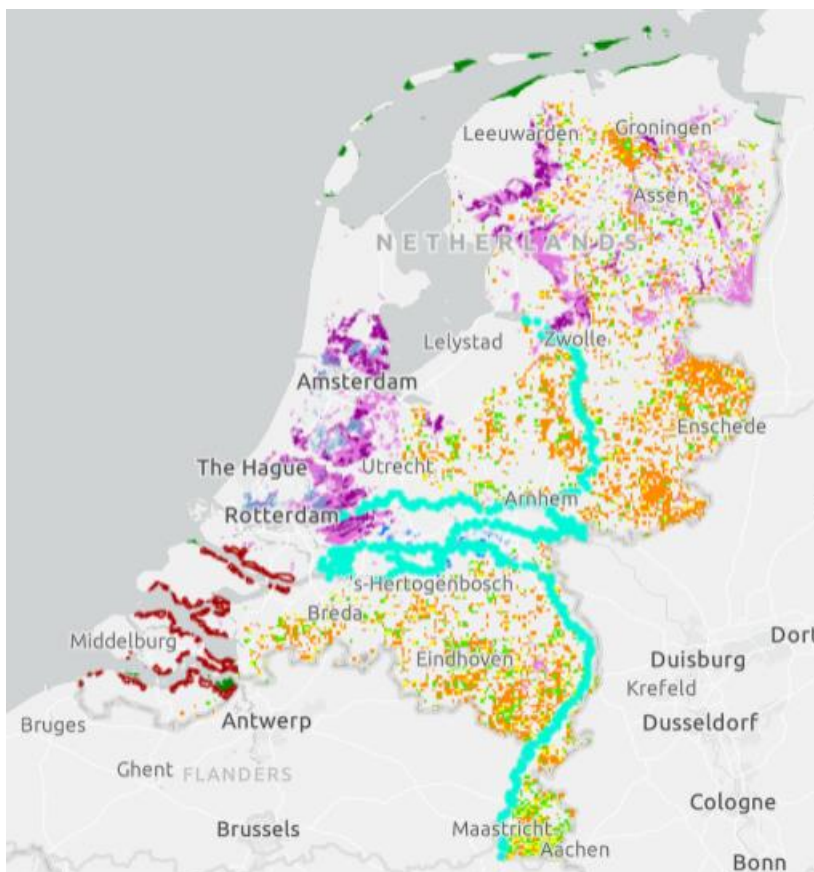 Leeuwarden
Groningen
Assen
NETHERLANDS
Lelystad
Zwolle
Amsterdam
Enschede
The Hague
Utrecht
Arnhem
Rotterdam
's-Hertogenbosch
Breda
Middelburg
Eindhoven
Duisburg
Dort
Krefeld
Bruges
Antwerp
Dusseldorf
Ghent
FLANDERS
Cologne
Brussels
Maastricht
Aachen
Bonn